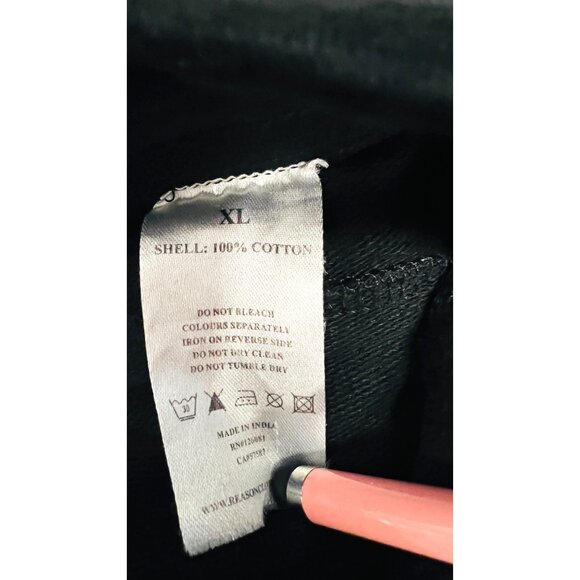 XL
SHELL: 100% COTTON
DO NOT BLEACH
COLOURS SEPARATELY
IRON ON REVERSE SIDE
DO NOT DRY CLEAN
DO NOT TUMBLE DRY
30
MADE IN INDIA